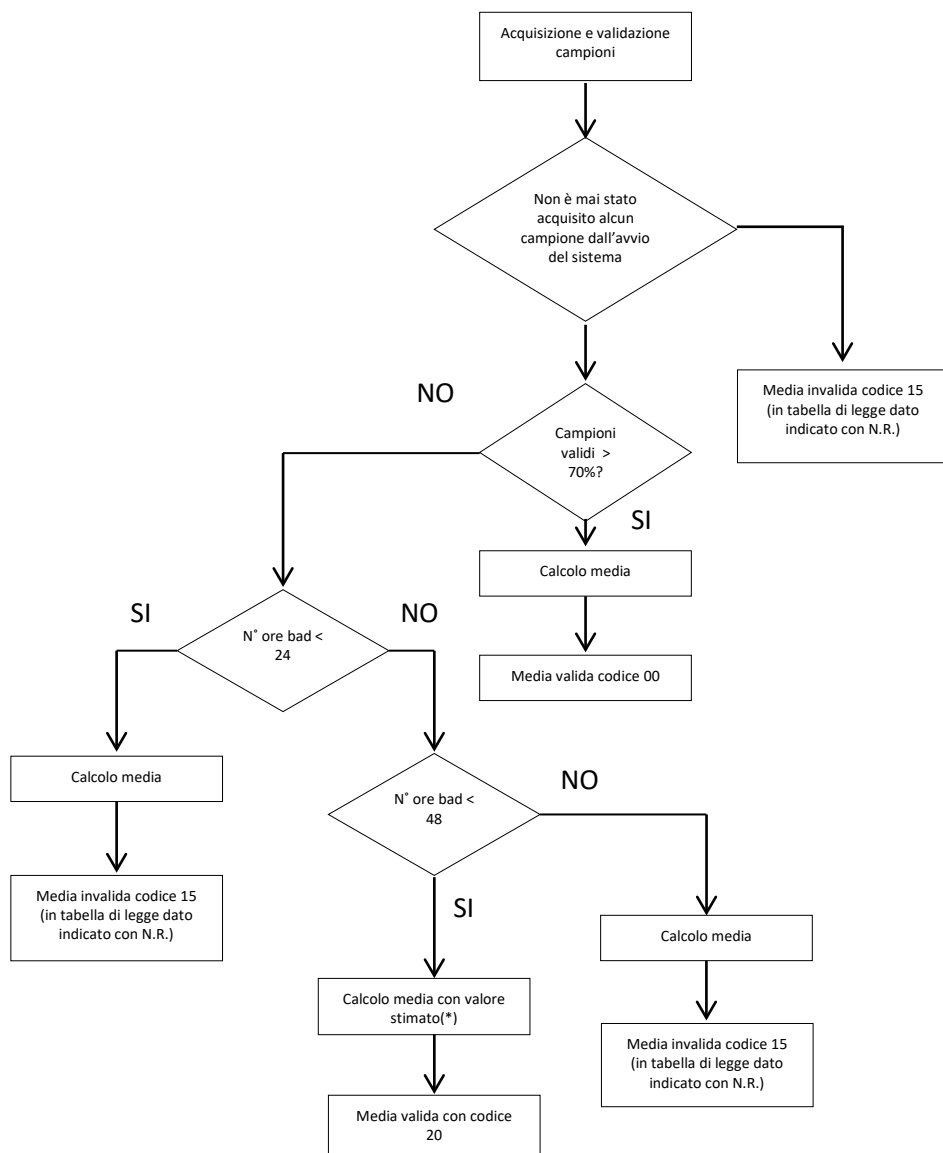 Acquisizione e validazione
campioni
Non è mai stato
acquisito alcun
campione dall'avvio
del sistema
NO
Media invalida codice 15
(in tabella di legge dato
indicato con N.R.)
Campioni
validi >
70%?
SI
Calcolo media
SI
NO
N° ore bad <
24
Media valida codice 00
Calcolo media
NO
N° ore bad <
48
Media invalida codice 15
(in tabella di legge dato
indicato con N.R.)
SI
Calcolo media
Calcolo media con valore
stimato(*)
Media invalida codice 15
(in tabella di legge dato
indicato con N.R.)
Media valida con codice
20